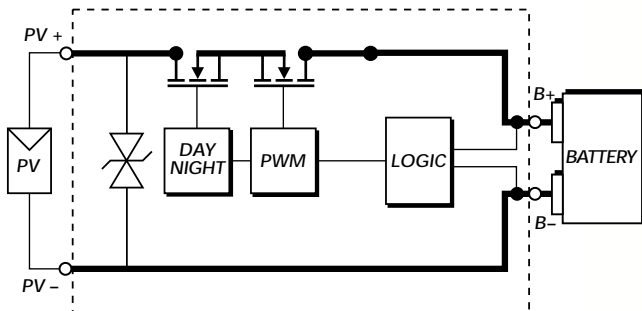 PV +
B+
PV
DAY
NIGHT
PWM
LOGIC
BATTERY
B–
PV –